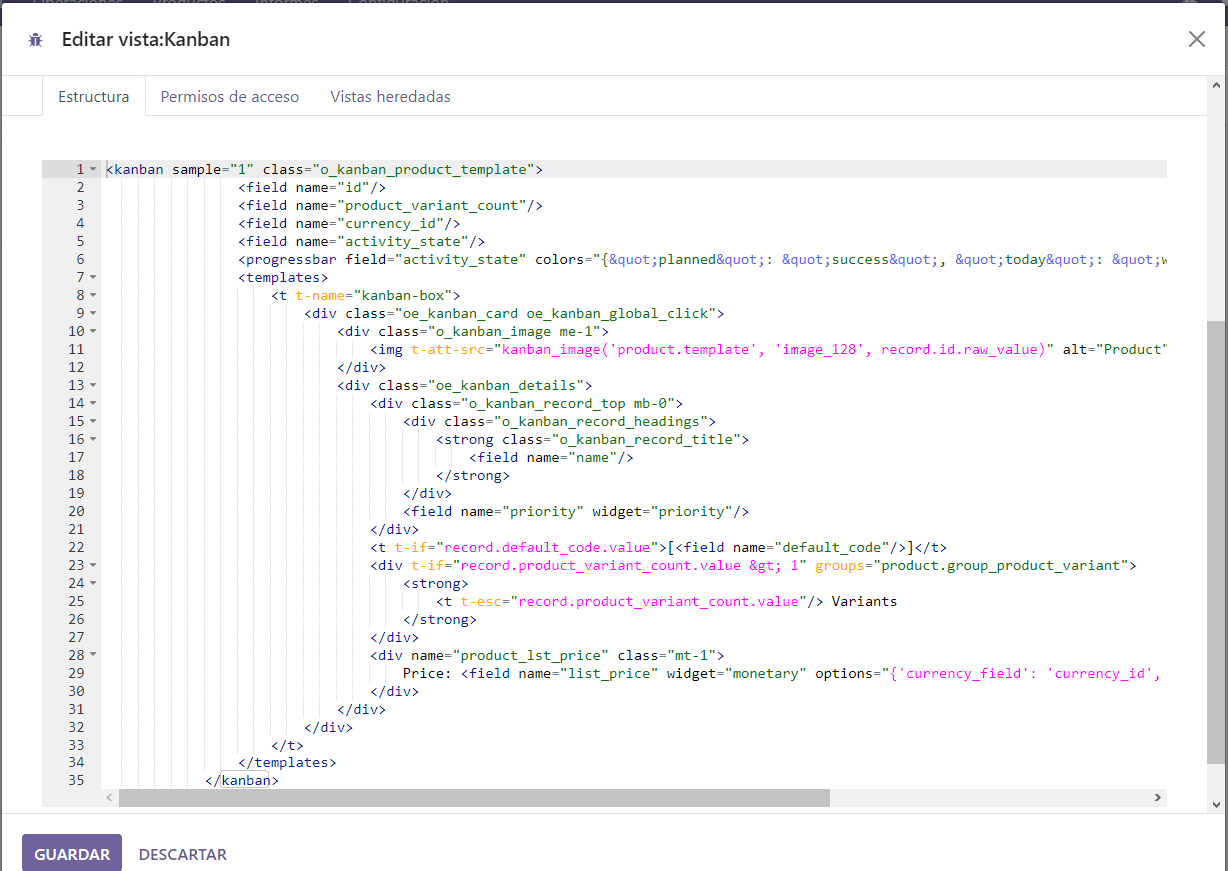 Operaciones Productos Informes Configuración
Editar vista:Kanban
Estructura Permisos de acceso Vistas heredadas
1 <kanban sample="1" class="o_kanban_product_template">
2 <field name="id"/>
3 <field name="product_variant_count"/>
4 <field name="currency_id"/>
5 <field name="activity_state"/>
6 <progressbar field="activity_state" colors="{&quot;planned&quot;: &quot;success&quot;, &quot;today&quot;: &quot;w
7 <templates>
8 <t t-name="kanban-box">
9 <div class="oe_kanban_card oe_kanban_global_click">
10 <div class="o_kanban_image me-1">
11 <img t-att-src="kanban_image('product.template', 'image_128', record.id.raw_value)" alt="Product"
12 </div>
13 <div class="oe_kanban_details">
14 <div class="o_kanban_record_top mb-0">
15 <div class="o_kanban_record_headings">
16 <strong class="o_kanban_record_title">
17 <field name="name"/>
18 </strong>
19 </div>
20 <field name="priority" widget="priority"/>
21 </div>
22 <t t-if="record.default_code.value">[<field name="default_code"/>]</t>
23 <div t-if="record.product_variant_count.value &gt; 1" groups="product.group_product_variant">
24 <strong>
25 <t t-esc="record.product_variant_count.value"/> Variants
26 </strong>
27 </div>
28 <div name="product_lst_price" class="mt-1">
29 Price: <field name="list_price" widget="monetary" options="{'currency_field': 'currency_id',
30 </div>
31 </div>
32 </div>
33 </t>
34 </templates>
35 </kanban>
GUARDAR DESCARTAR